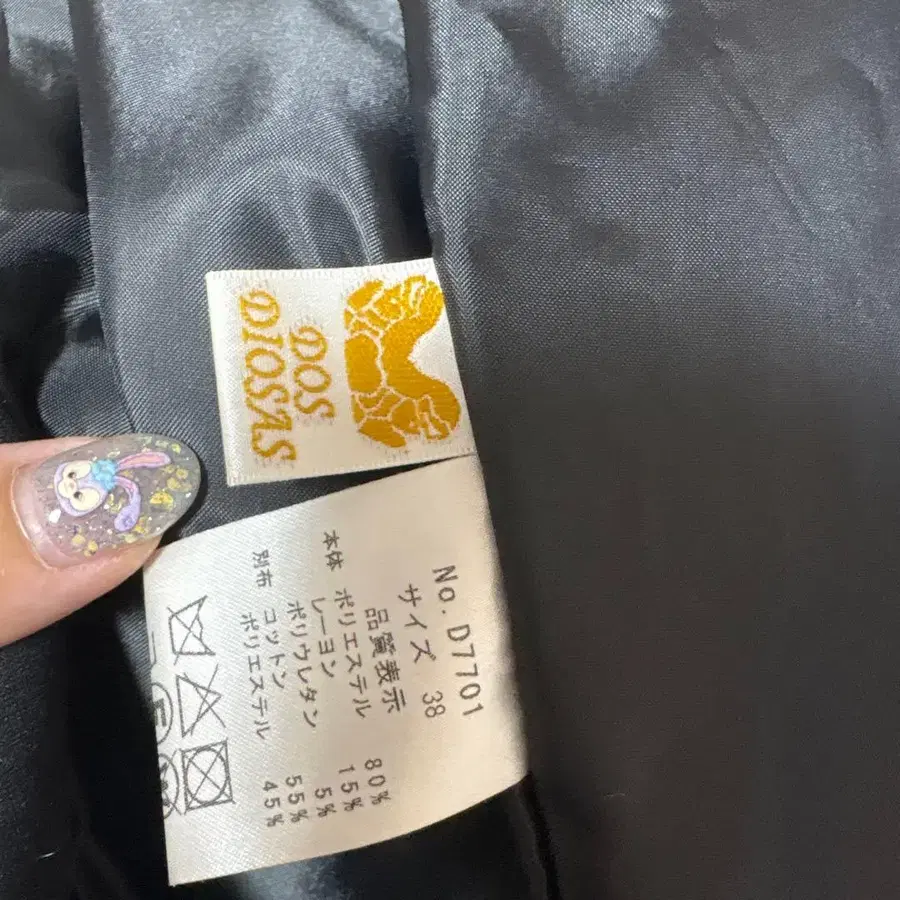 DOS
DIOSAS
No. D7701
サイズ 38
品質表示
本体 ポリエステル 80%
レーヨン 15%
ポリウレタン 5%
別布 コットン 55%
ポリエステル 45%